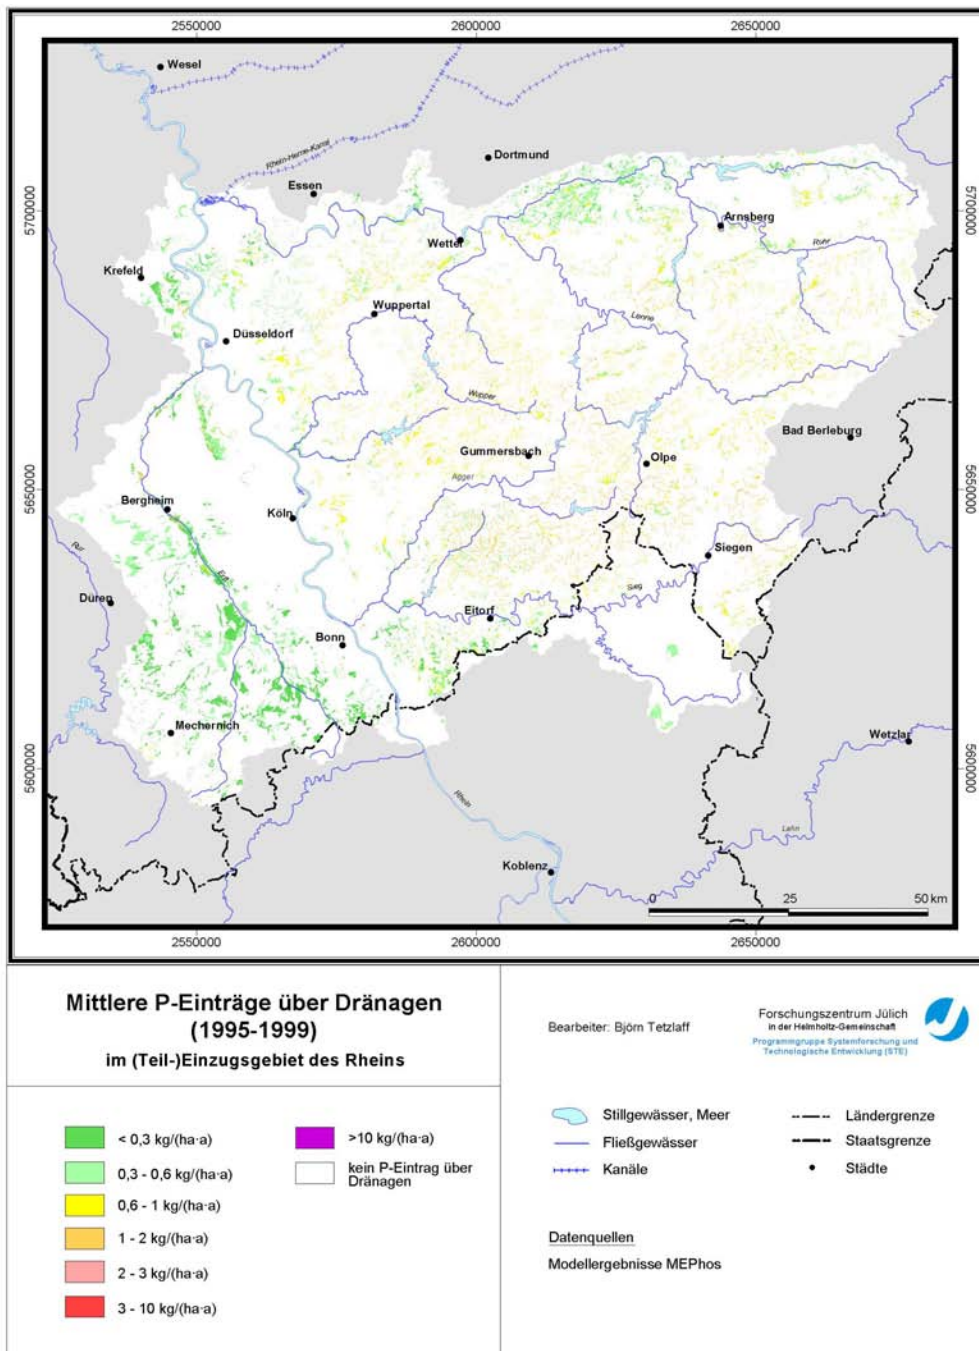 2550000
2600000
2650000
Wesel
Rhein-Herne-Kanal
Dortmund
Essen
5700000
5700000
Arnsberg
Wetter
Ruhr
Krefeld
Wuppertal
Lenne
Düsseldorf
Wupper
Bad Berleburg
Gummersbach
Olpe
Agger
5650000
5650000
Bergheim
Köln
Rur
Siegen
Erft
Sieg
Düren
Eitorf
Bonn
Mechernich
Wetzlar
5600000
5600000
Rhein
Lahn
Koblenz
0
25
50 km
2550000
2600000
2650000
Mittlere P-Einträge über Dränagen
(1995-1999)
im (Teil-)Einzugsgebiet des Rheins
Bearbeiter: Björn Tetzlaff
Forschungszentrum Jülich
in der Helmholtz-Gemeinschaft
Programmgruppe Systemforschung und
Technologische Entwicklung (STE)
< 0,3 kg/(ha·a)
0,3 - 0,6 kg/(ha·a)
0,6 - 1 kg/(ha·a)
1 - 2 kg/(ha·a)
2 - 3 kg/(ha·a)
3 - 10 kg/(ha·a)
>10 kg/(ha·a)
kein P-Eintrag über
Dränagen
Stillgewässer, Meer
Fließgewässer
Kanäle
Ländergrenze
Staatsgrenze
Städte
Datenquellen
Modellergebnisse MEPhos